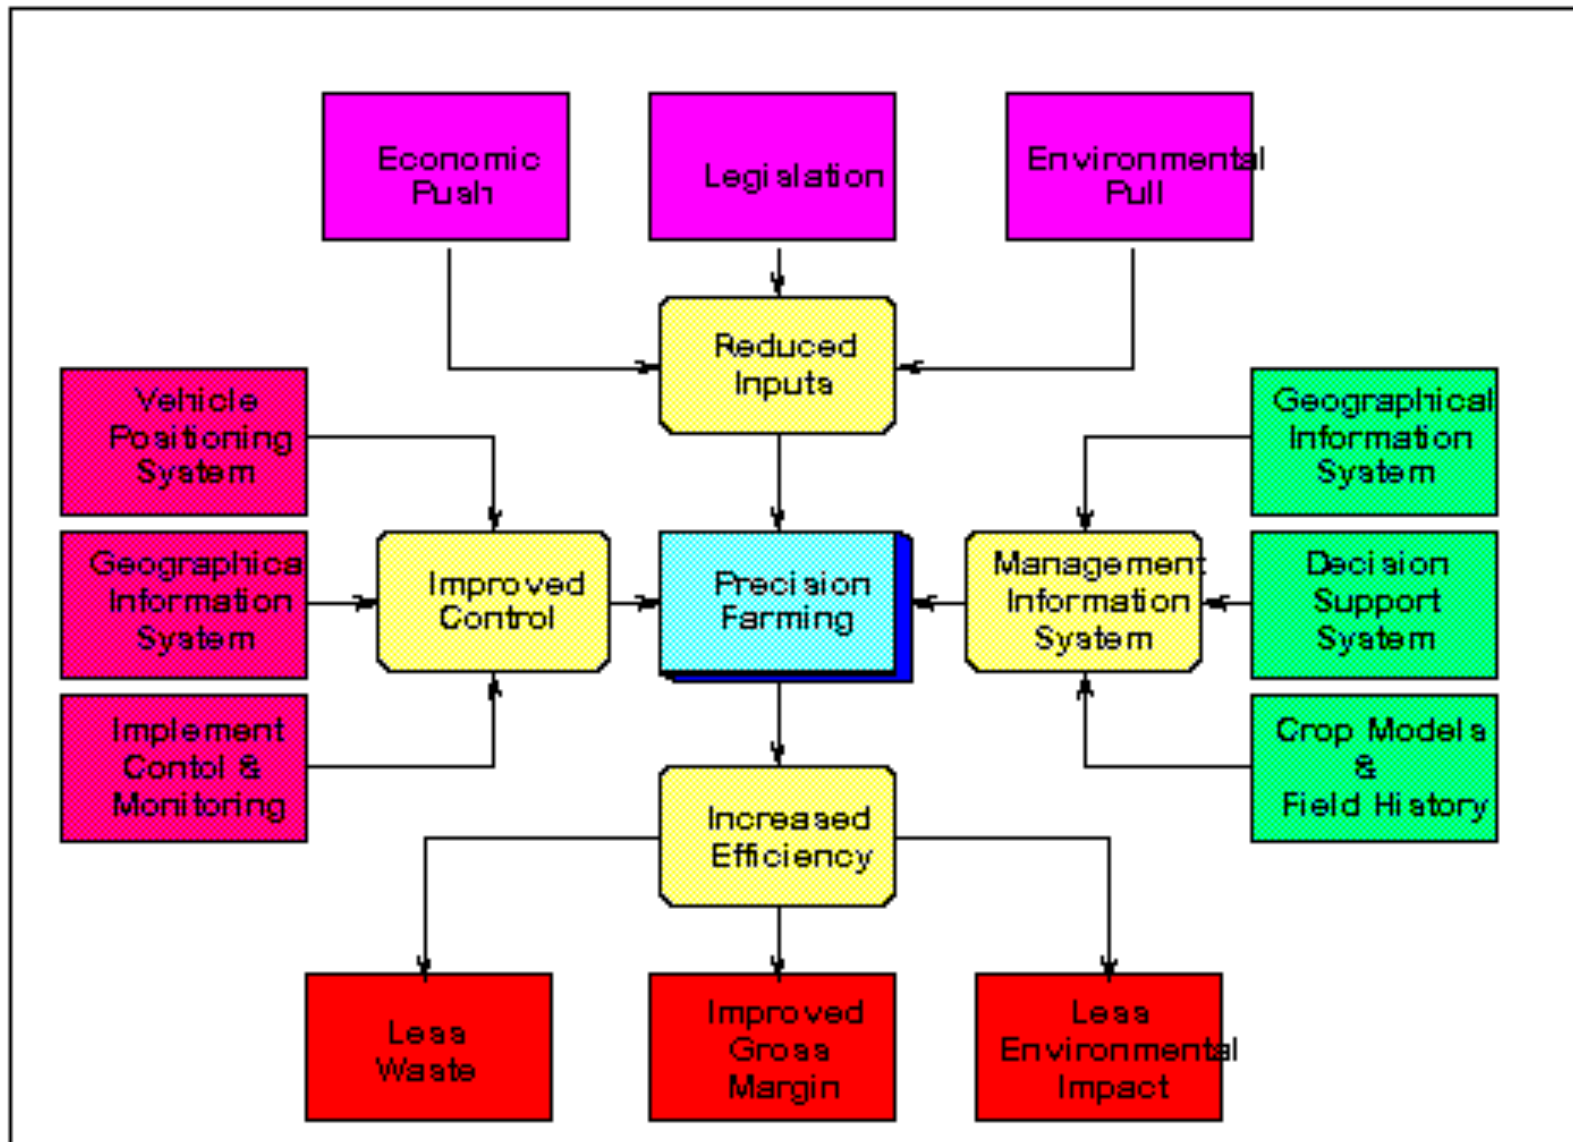 Economic
Push
Legislation
Environmental
Pull
Reduced
Inputs
Vehicle
Positioning
System
Geographical
Information
System
Geographica
Information
System
Improved
Control
Precision
Farming
Management
Information
System
Decision
Support
System
Implement
Contol &
Monitoring
Crop Models
&
Field History
Increased
Efficiency
Less
Waste
Improved
Gross
Margin
Less
Environmental
Impact